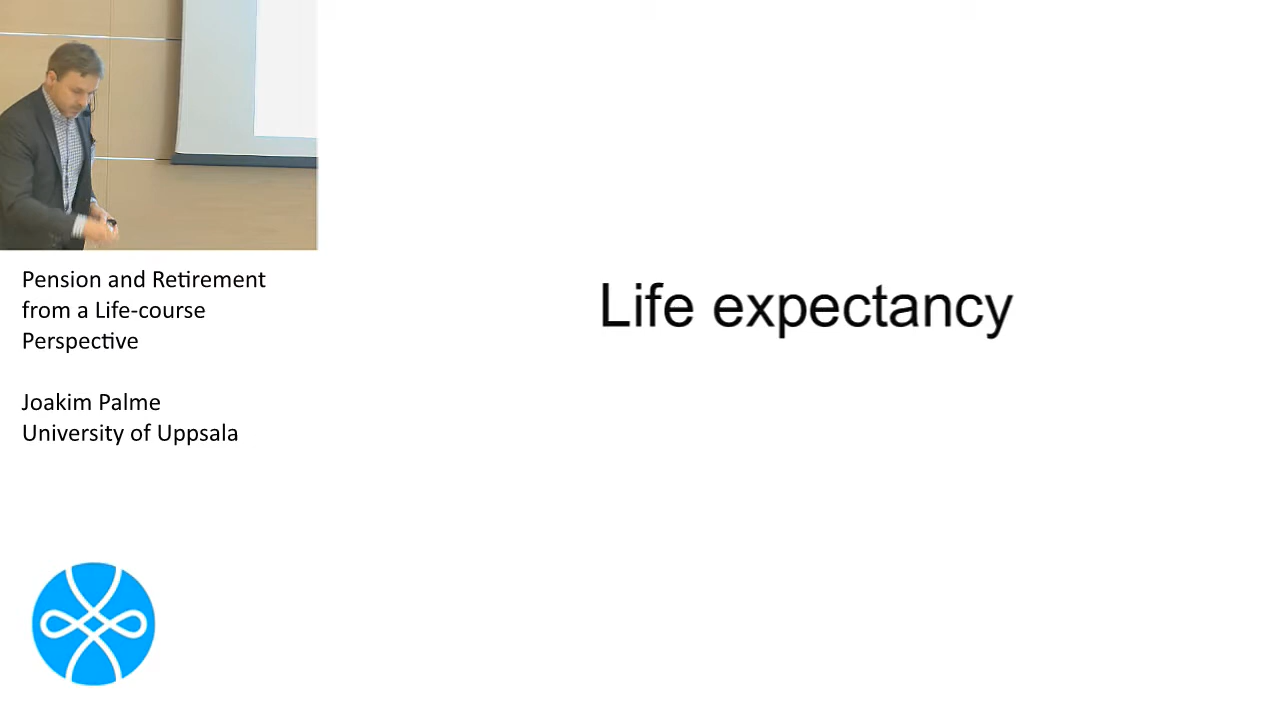 Pension and Retirement
from a Life-course
Perspective
Joakim Palme
University of Uppsala
Life expectancy